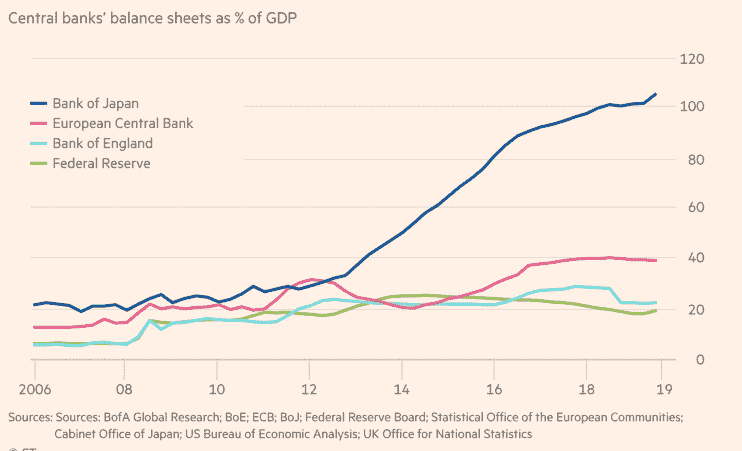 Central banks' balance sheets as % of GDP
120
Bank of Japan
100
European Central Bank
Bank of England
80
Federal Reserve
60
40
20
0
2006 08 10 12 14 16 18 19
Sources: Sources: BofA Global Research; BoE; ECB; BoJ; Federal Reserve Board; Statistical Office of the European Communities;
Cabinet Office of Japan; US Bureau of Economic Analysis; UK Office for National Statistics
© FT